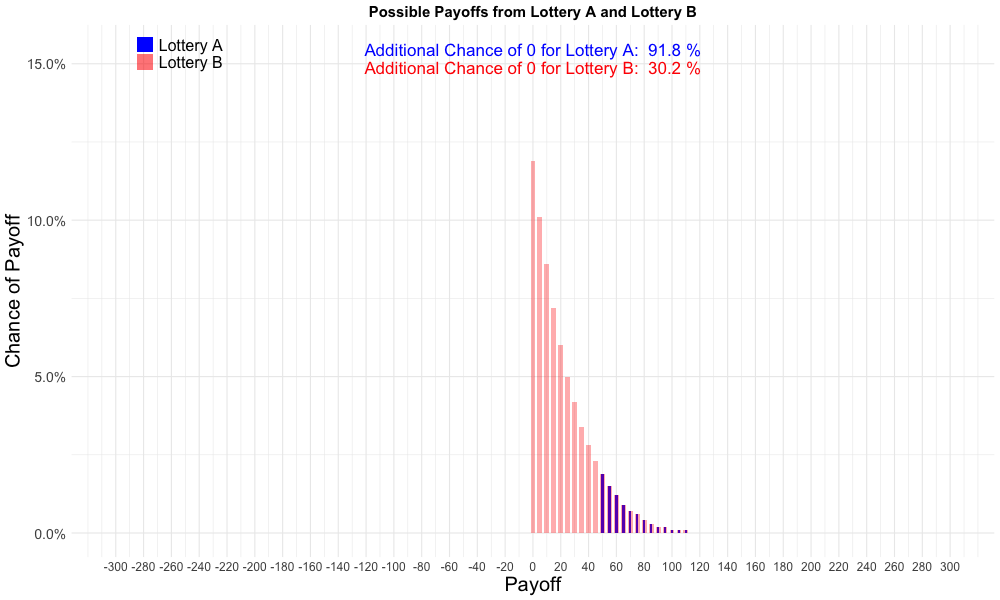 Possible Payoffs from Lottery A and Lottery B
Lottery A
Lottery B
Additional Chance of 0 for Lottery A:  91.8 %
Additional Chance of 0 for Lottery B:  30.2 %
Chance of Payoff
15.0%
10.0%
5.0%
0.0%
-300 -280 -260 -240 -220 -200 -180 -160 -140 -120 -100 -80 -60 -40 -20 0 20 40 60 80 100 120 140 160 180 200 220 240 260 280 300
Payoff